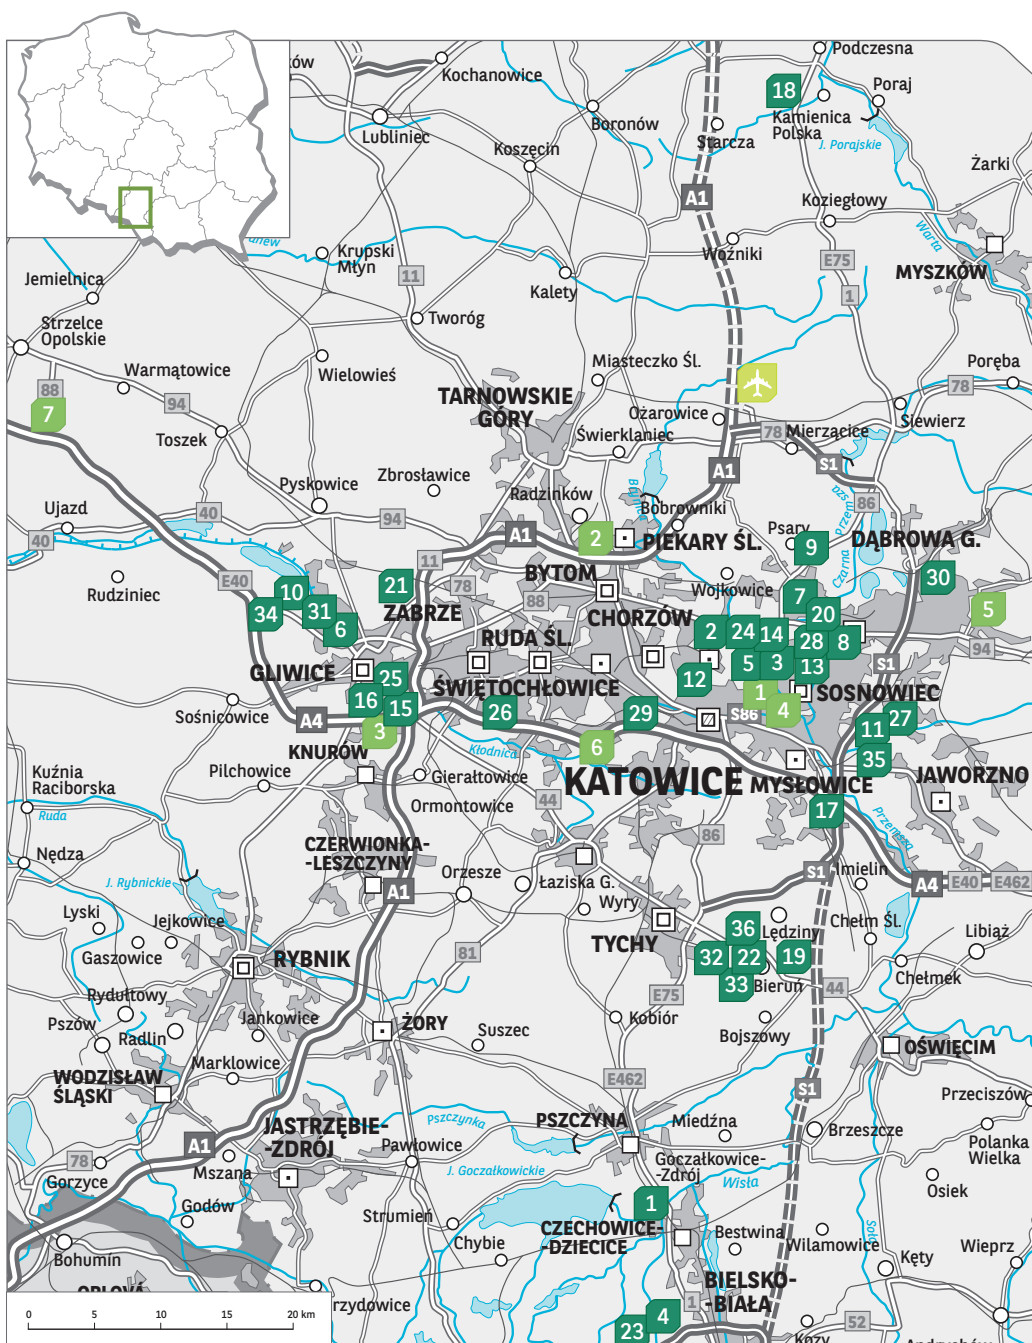 Podczesna
ków
Kochanowice
18
Poraj
Kamienica
Polska
Lubliniec
Boronów
Starcza
J. Porajskie
Koszęcin
Żarki
A1
Koziegłowy
Warta
Woźniki
Krupski
Młyn
E75
MYSZKÓW
11
Jemielnica
Kalety
1
Tworóg
Strzelce
Opolskie
Wielowieś
Miasteczko Śl.
Poręba
Warmątowice
88
78
94
TARNOWSKIE
GÓRY
7
Ożarowice
Siewierz
Toszek
Świerklaniec
78
Mierzącice
S1
A1
Zbrosławice
Pyskowice
Radzinków
Bobrowniki
86
Ujazd
40
94
A1
Psary
40
2
PIEKARY ŚL.
9
DĄBROWA G.
11
BYTOM
Wojkowice
Czarna
Przemsza
Rudziniec
E40
10
21
78
30
ZABRZE
88
CHORZÓW
7
5
34
31
20
6
RUDA ŚL.
2
24
14
28
8
94
GLIWICE
5
3
13
S1
25
ŚWIĘTOCHŁOWICE
12
1
SOSNOWIEC
16
15
26
29
4
27
Sośnicowice
A4
S86
11
3
KNURÓW
Kłodnica
6
35
Kuźnia
Raciborska
Pilchowice
Gierałtowice
KATOWICE
MYSŁOWICE
JAWORZNO
Ruda
Ormontowice
44
17
Przemsza
86
CZERWIONKA-
-LESZCZYNY
Nędza
J. Rybnickie
Orzesze
Łaziska G.
S1
Imielin
A1
A4
E40
E462
Lyski
Jejkowice
Wyry
Chełm Śl.
Gaszowice
TYCHY
36
Lędziny
Libiąż
RYBNIK
81
32
22
19
Chełmek
33
Bieruń
Rydułtowy
E75
44
Pszów
Radlin
Jankowice
ŻORY
Suszec
Kobiór
Bojszowy
Marklowice
OŚWIĘCIM
WODZISŁAW
ŚLĄSKI
E462
S1
Przeciszów
Pszczynka
PSZCZYNA
Miedźna
JASTRZĘBIE-
-ZDRÓJ
Brzeszcze
A1
Pawłowice
Polanka
Wielka
78
Mszana
J. Goczałkowickie
Goczałkowice-
-Zdrój
Wisła
Gorzyce
Osiek
Godów
Strumień
1
CZECHOWICE-
-DZIEDZICE
Bestwina
Wilamowice
Soła
Bohumín
Chybie
Kęty
Wieprz
BIELSKO-
-BIAŁA
1
0 5 10 15 20 km
4
23
52